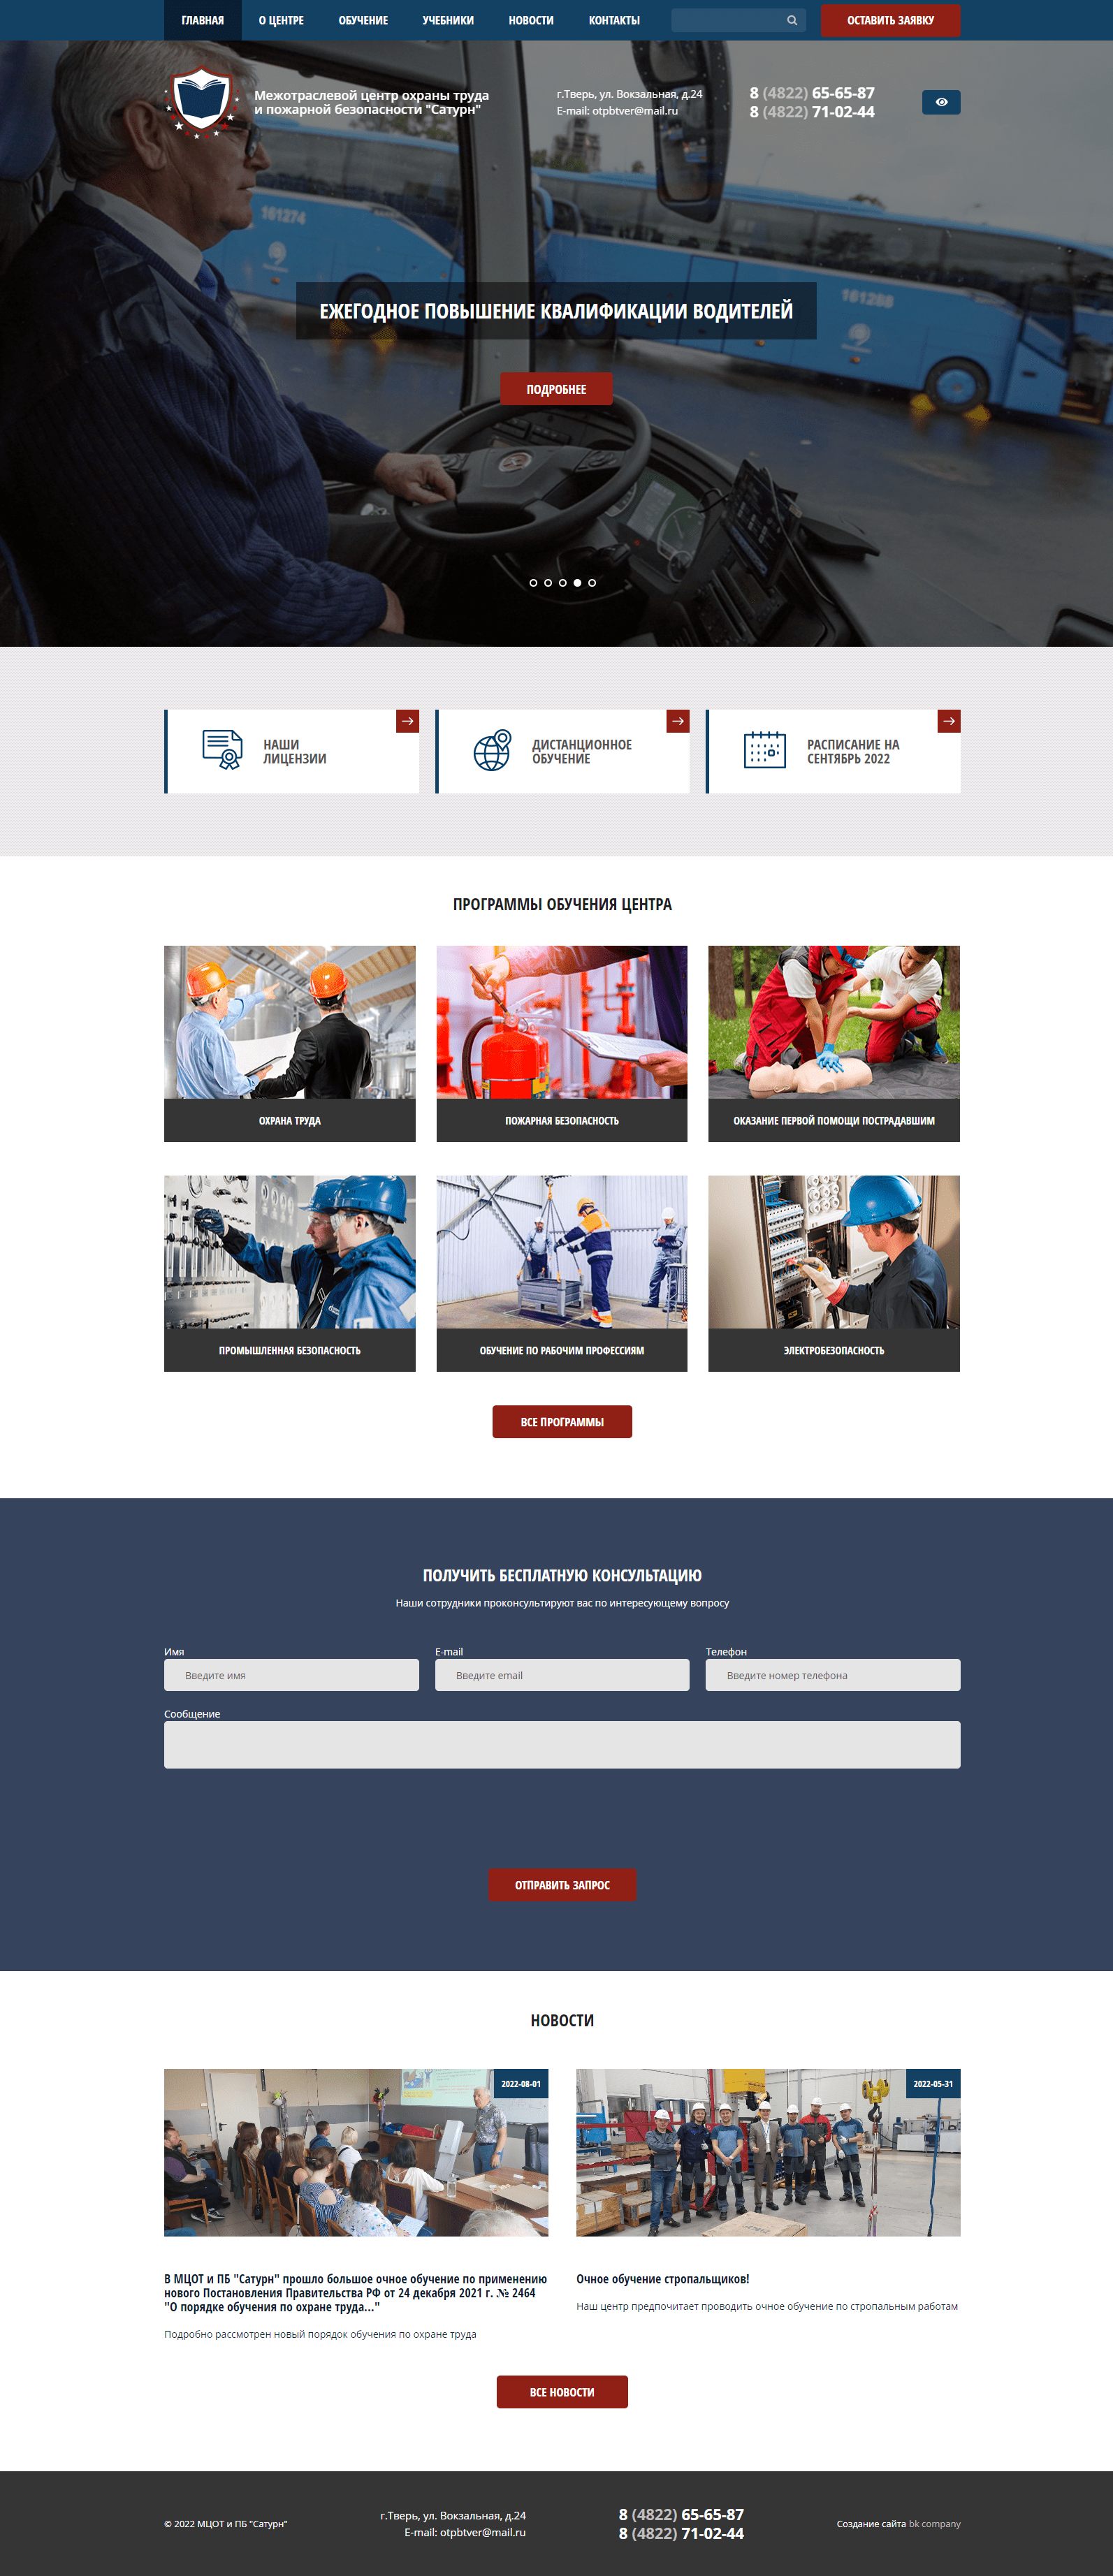 ГЛАВНАЯ
О ЦЕНТРЕ
ОБУЧЕНИЕ
УЧЕБНИКИ
НОВОСТИ
КОНТАКТЫ
ОСТАВИТЬ ЗАЯВКУ
Межотраслевой центр охраны труда
и пожарной безопасности "Сатурн"
г.Тверь, ул. Вокзальная, д.24
E-mail: otpbtver@mail.ru
8 (4822) 65-65-87
8 (4822) 71-02-44
161274
161288
ЕЖЕГОДНОЕ ПОВЫШЕНИЕ КВАЛИФИКАЦИИ ВОДИТЕЛЕЙ
ПОДРОБНЕЕ
НАШИ
ЛИЦЕНЗИИ
ДИСТАНЦИОННОЕ
ОБУЧЕНИЕ
РАСПИСАНИЕ НА
СЕНТЯБРЬ 2022
ПРОГРАММЫ ОБУЧЕНИЯ ЦЕНТРА
ОХРАНА ТРУДА
ПОЖАРНАЯ БЕЗОПАСНОСТЬ
ОКАЗАНИЕ ПЕРВОЙ ПОМОЩИ ПОСТРАДАВШИМ
ПРОМЫШЛЕННАЯ БЕЗОПАСНОСТЬ
ОБУЧЕНИЕ ПО РАБОЧИМ ПРОФЕССИЯМ
ЭЛЕКТРОБЕЗОПАСНОСТЬ
ВСЕ ПРОГРАММЫ
ПОЛУЧИТЬ БЕСПЛАТНУЮ КОНСУЛЬТАЦИЮ
Наши сотрудники проконсультируют вас по интересующему вопросу
Имя
Введите имя
E-mail
Введите email
Телефон
Введите номер телефона
Сообщение
ОТПРАВИТЬ ЗАПРОС
НОВОСТИ
2022-08-01
В МЦОТ и ПБ "Сатурн" прошло большое очное обучение по применению
нового Постановления Правительства РФ от 24 декабря 2021 г. № 2464
"О порядке обучения по охране труда..."
Подробно рассмотрен новый порядок обучения по охране труда
2022-05-31
Очное обучение стропальщиков!
Наш центр предпочитает проводить очное обучение по стропальным работам
ВСЕ НОВОСТИ
© 2022 МЦОТ и ПБ "Сатурн"
г.Тверь, ул. Вокзальная, д.24
E-mail: otpbtver@mail.ru
8 (4822) 65-65-87
8 (4822) 71-02-44
Создание сайта bk company